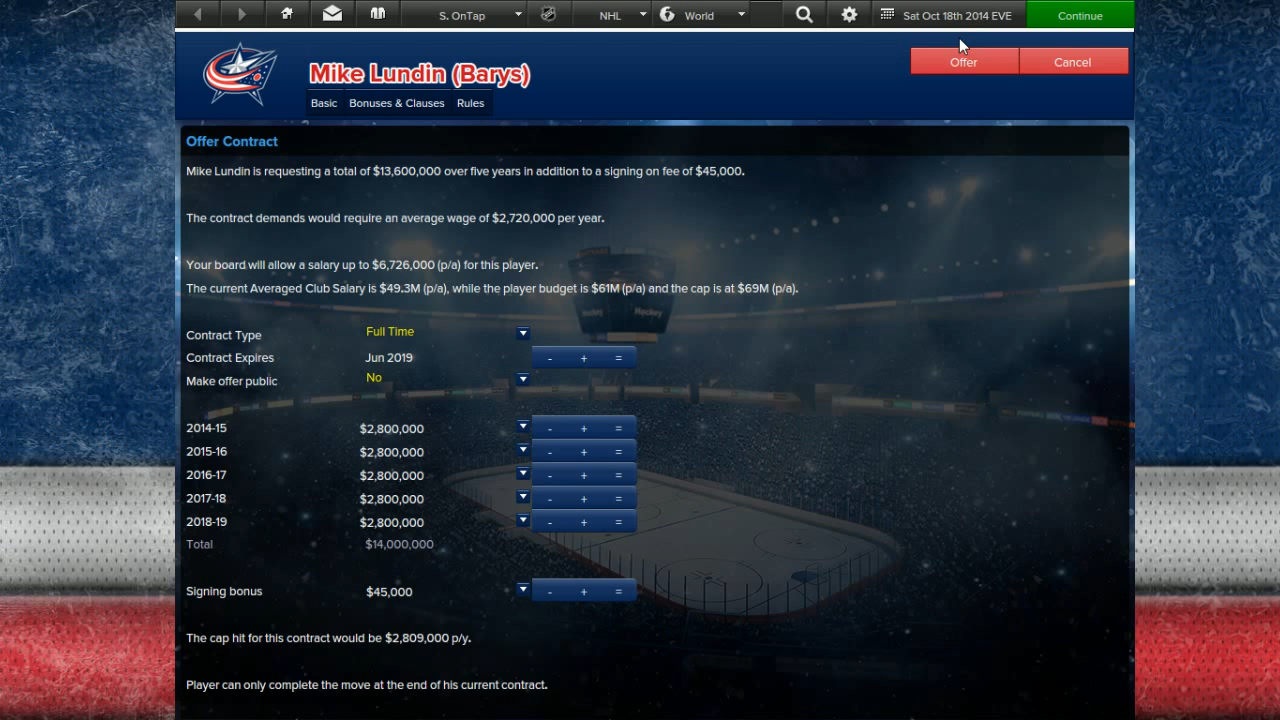 S. OnTap NHL World Sat Oct 18th 2014 EVE Continue
Mike Lundin (Barys)
Offer Cancel
Basic Bonuses & Clauses Rules
Offer Contract
Mike Lundin is requesting a total of $13,600,000 over five years in addition to a signing on fee of $45,000.
The contract demands would require an average wage of $2,720,000 per year.
Your board will allow a salary up to $6,726,000 (p/a) for this player.
The current Averaged Club Salary is $49.3M (p/a), while the player budget is $61M (p/a) and the cap is at $69M (p/a).
Contract Type Full Time
Contract Expires Jun 2019 - + =
Make offer public No
2014-15 $2,800,000 - + =
2015-16 $2,800,000 - + =
2016-17 $2,800,000 - + =
2017-18 $2,800,000 - + =
2018-19 $2,800,000 - + =
Total $14,000,000
Signing bonus $45,000 - + =
The cap hit for this contract would be $2,809,000 p/y.
Player can only complete the move at the end of his current contract.